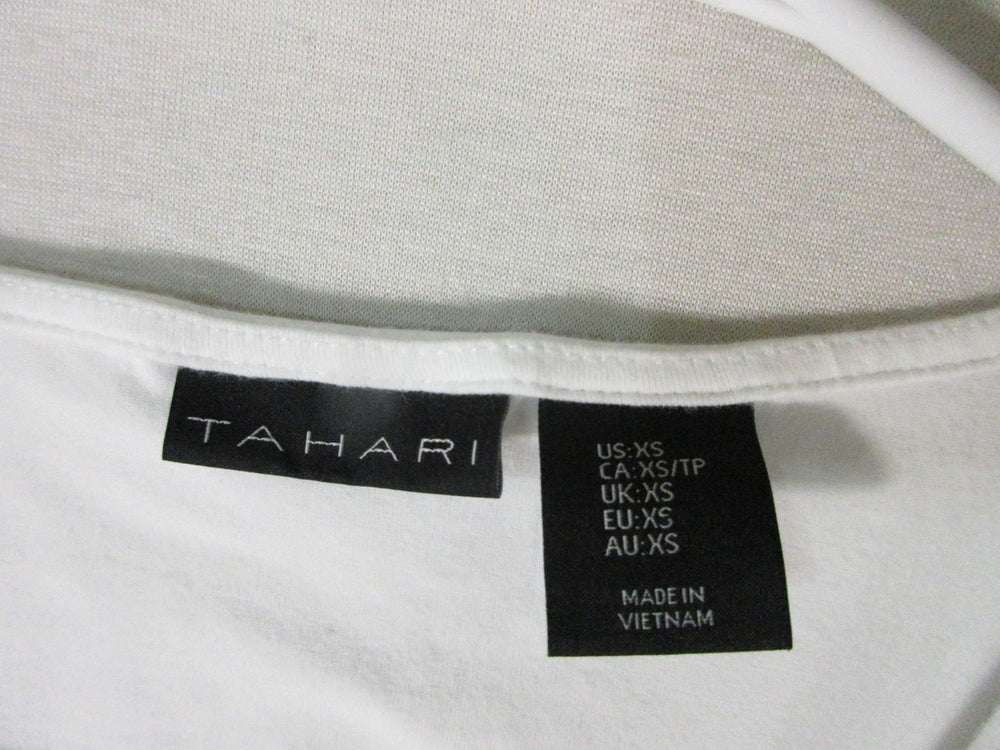 TAHARI
US:XS
CA:XS/TP
UK:XS
EU:XS
AU:XS
MADE IN
VIETNAM